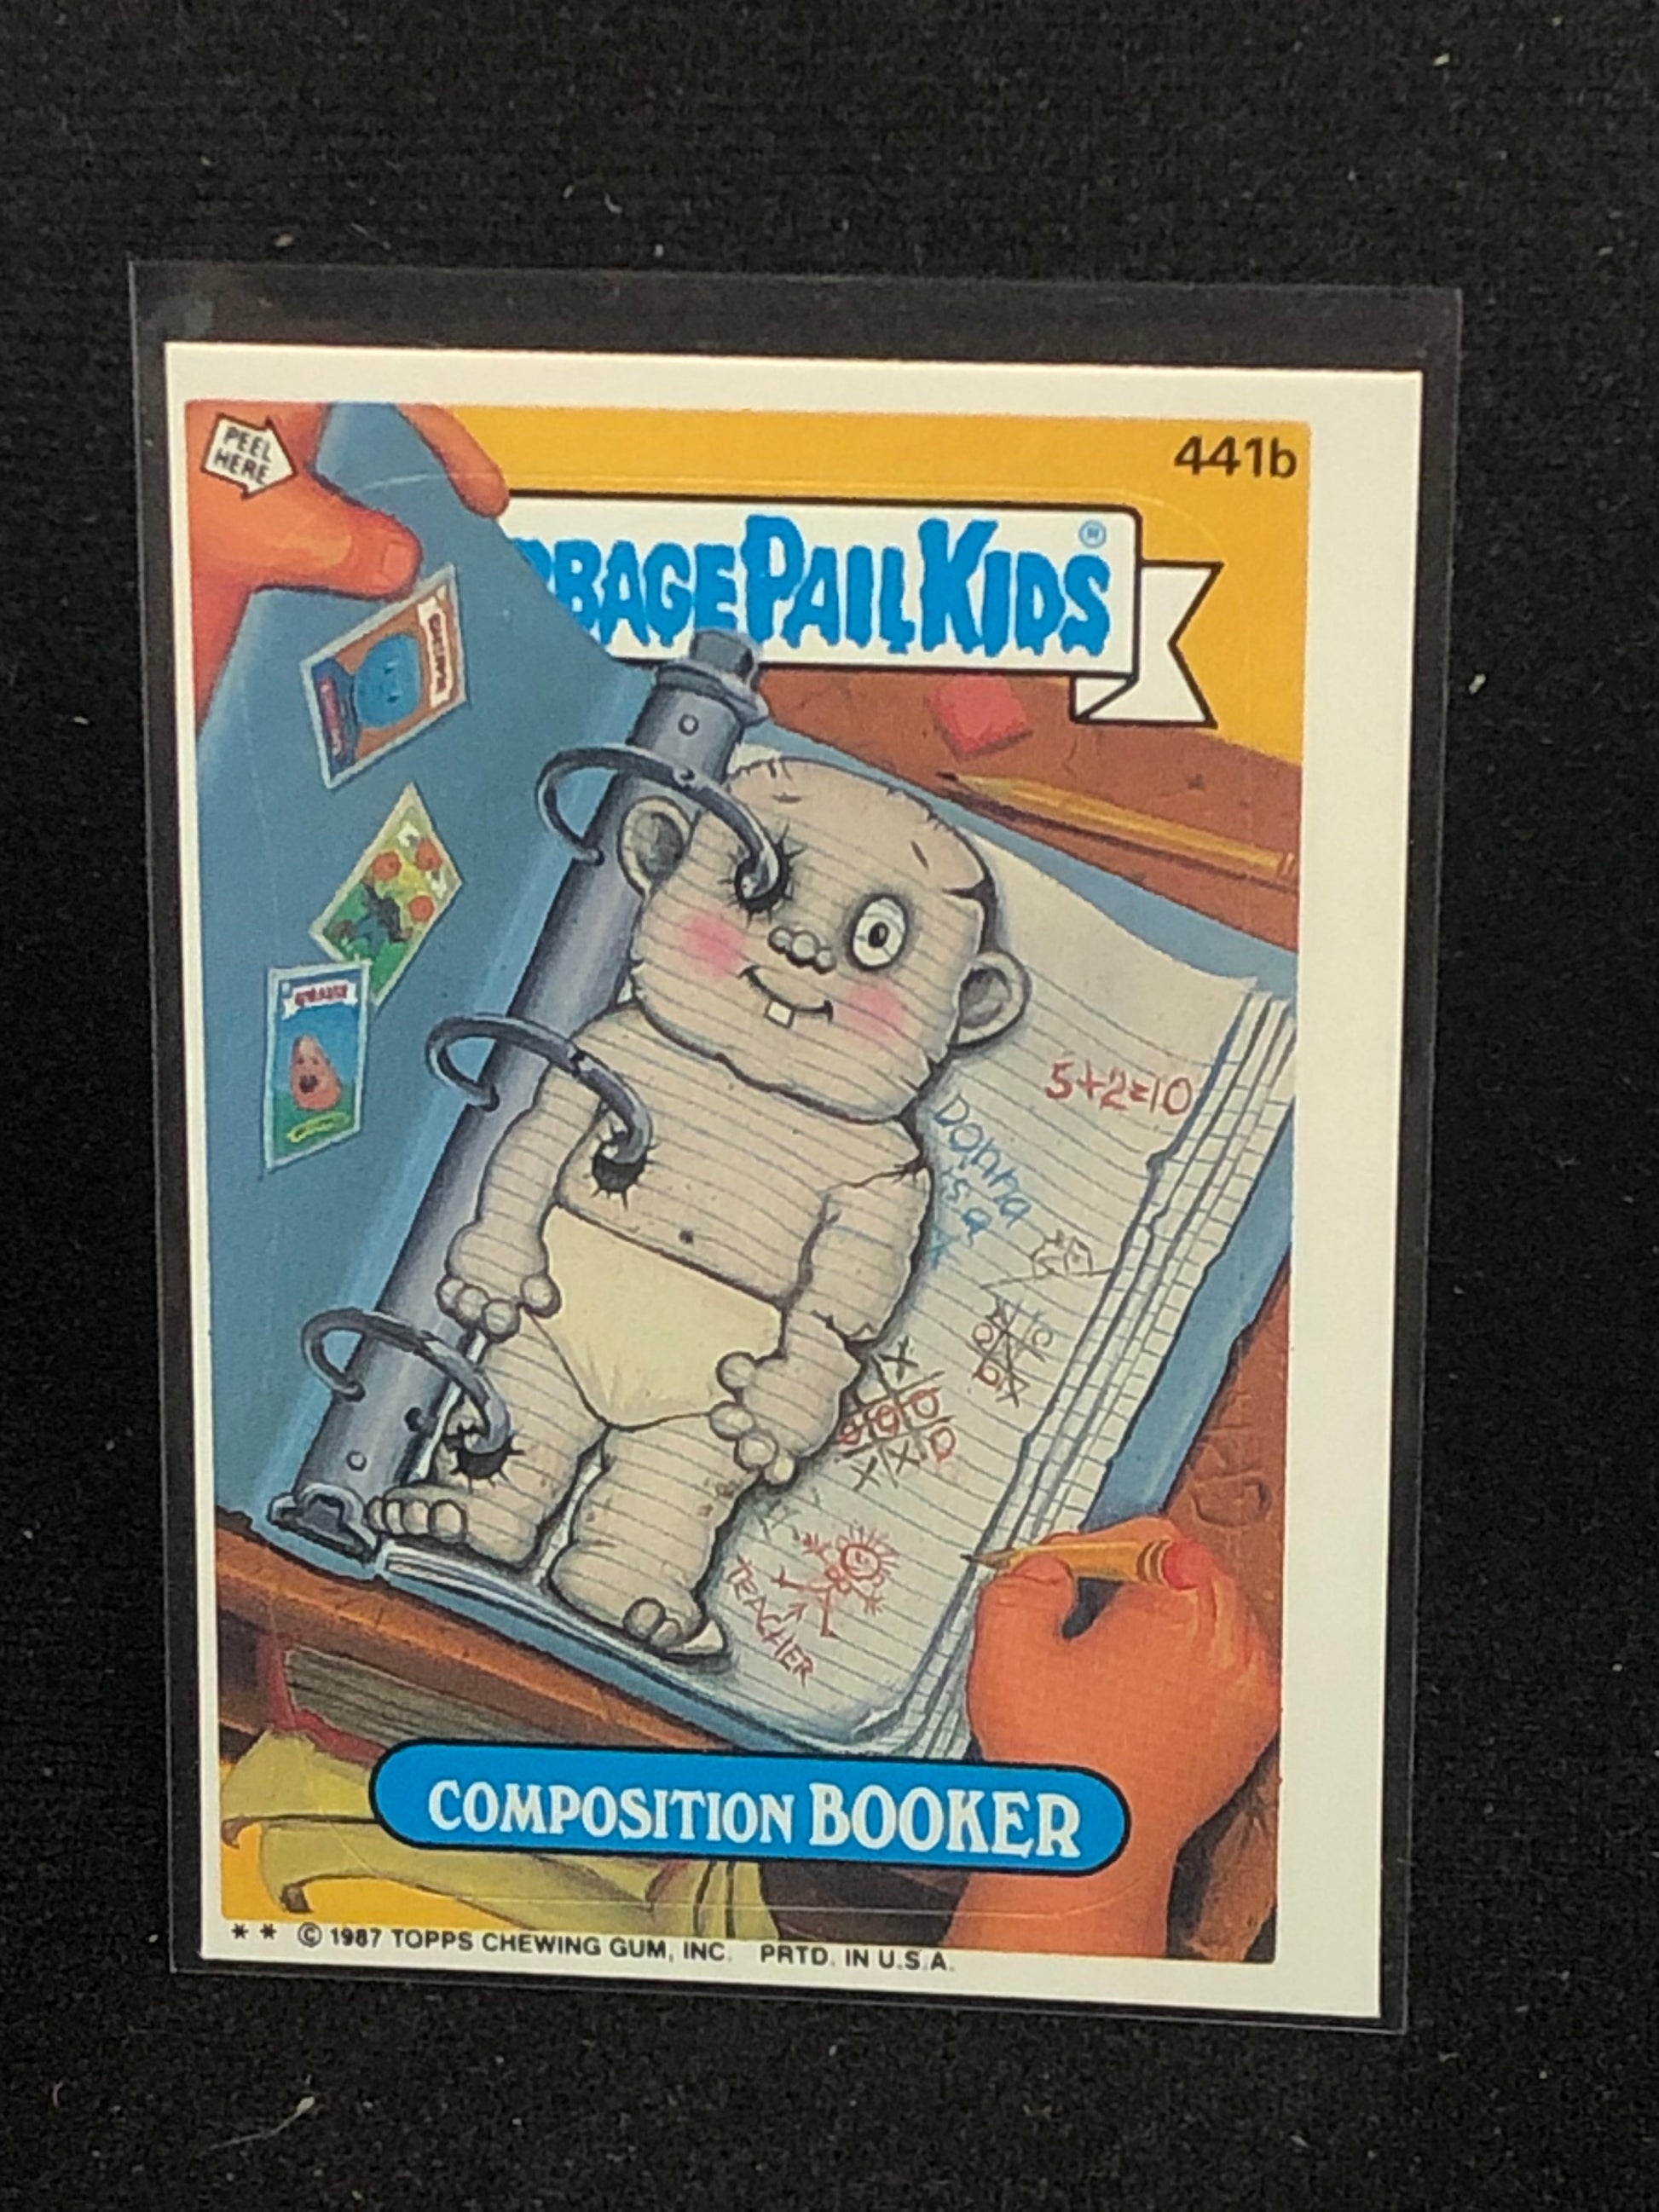 PEEL
HERE
441b
BAGE PAIL KIDS ®
5+2=10
Donna
is a
TEACHER
COMPOSITION BOOKER
** © 1987 TOPPS CHEWING GUM, INC. PRTD. IN U.S.A.